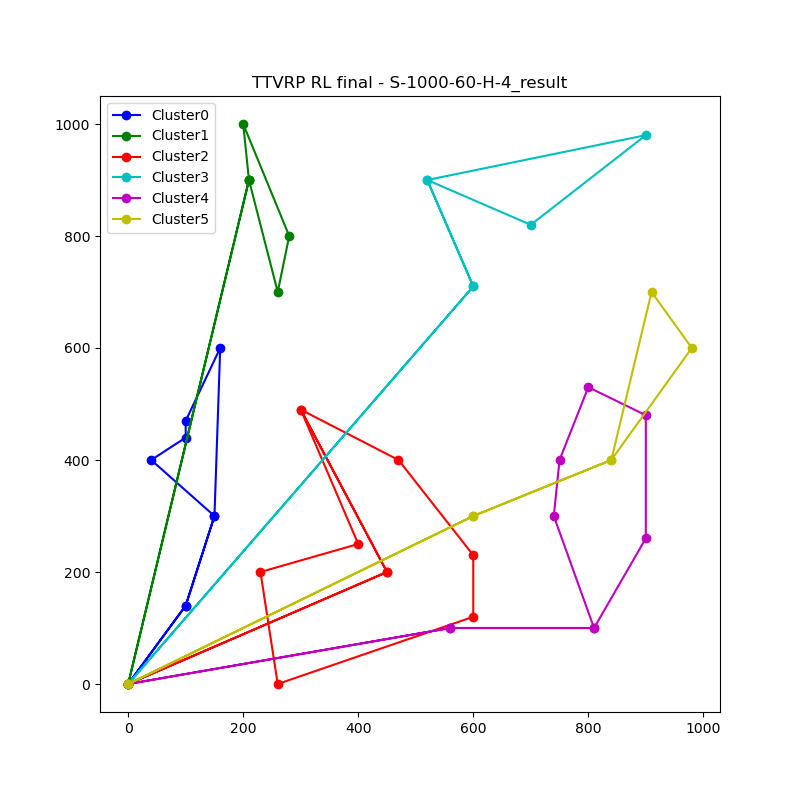 TTVRP RL final - S-1000-60-H-4_result
Cluster0
Cluster1
Cluster2
Cluster3
Cluster4
Cluster5
1000
800
600
400
200
0
0 200 400 600 800 1000